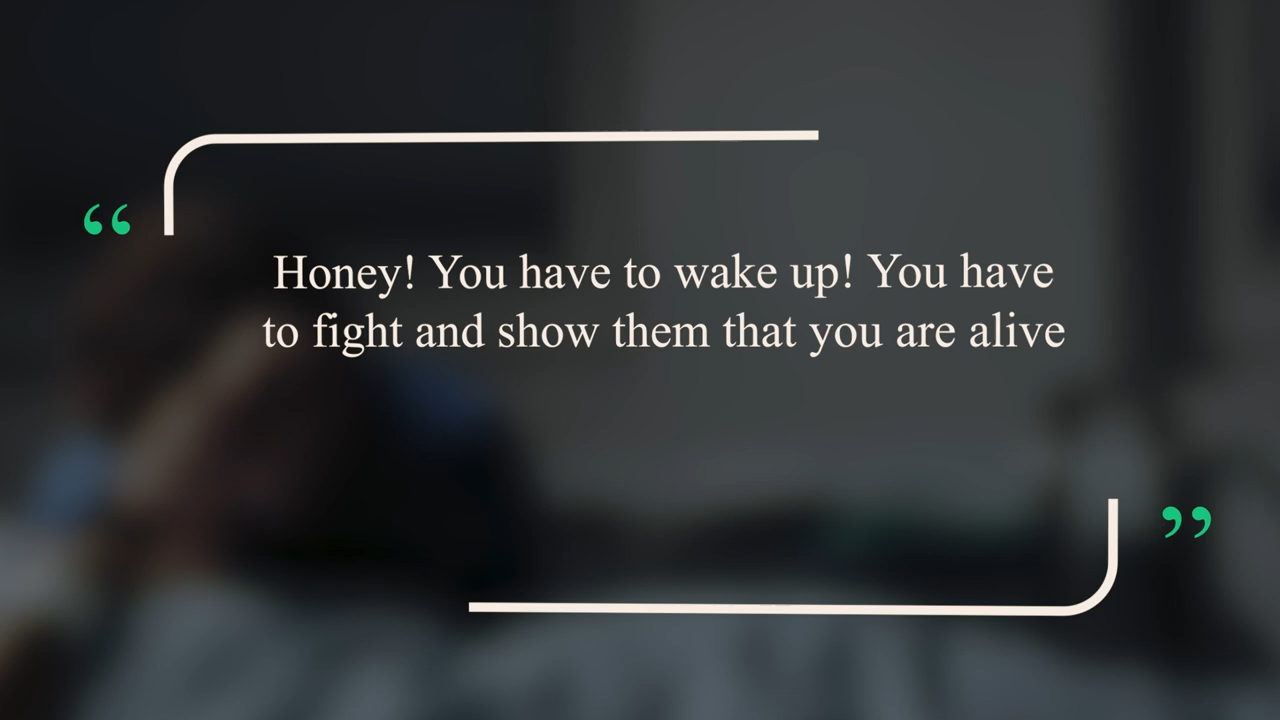 “
Honey! You have to wake up! You have
to fight and show them that you are alive
”